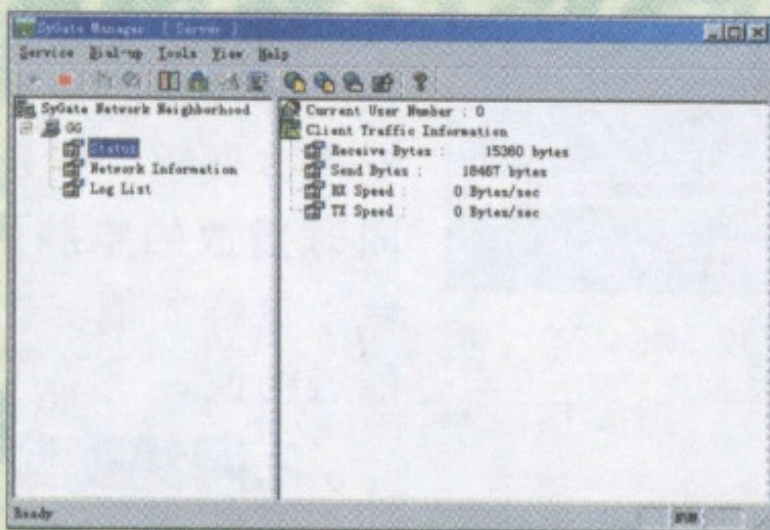 SyGate Manager [ Server ]
Service Dial-up Tools View Help
SyGate Network Neighborhood
GG
Status
Network Information
Log List
Current User Number : 0
Client Traffic Information
Receive Bytes : 15360 bytes
Send Bytes : 18467 bytes
RX Speed : 0 Bytes/sec
TX Speed : 0 Bytes/sec
Ready
NUM